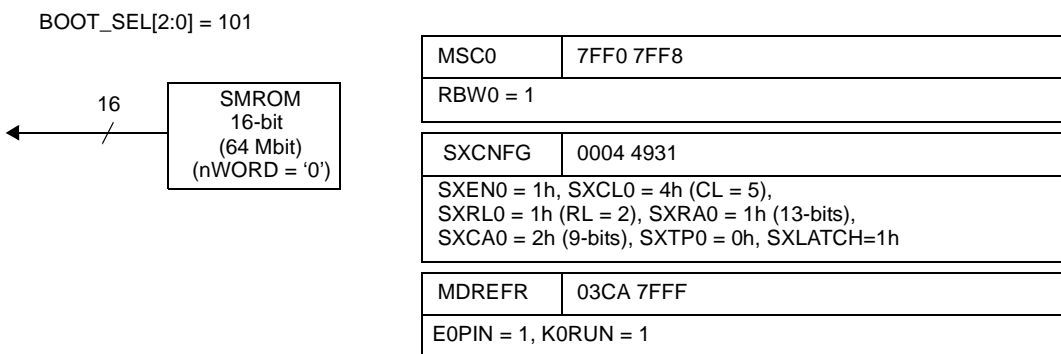 BOOT_SEL[2:0] = 101
16
SMROM
16-bit
(64 Mbit)
(nWORD = ‘0’)
MSC0 7FF0 7FF8
RBW0 = 1
SXCNFG 0004 4931
SXEN0 = 1h, SXCL0 = 4h (CL = 5),
SXRL0 = 1h (RL = 2), SXRA0 = 1h (13-bits),
SXCA0 = 2h (9-bits), SXTP0 = 0h, SXLATCH=1h
MDREFR 03CA 7FFF
E0PIN = 1, K0RUN = 1